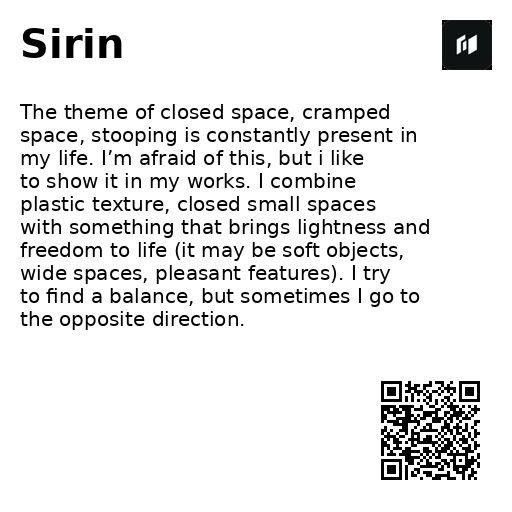 Sirin
The theme of closed space, cramped
space, stooping is constantly present in
my life. I’m afraid of this, but i like
to show it in my works. I combine
plastic texture, closed small spaces
with something that brings lightness and
freedom to life (it may be soft objects,
wide spaces, pleasant features). I try
to find a balance, but sometimes I go to
the opposite direction.